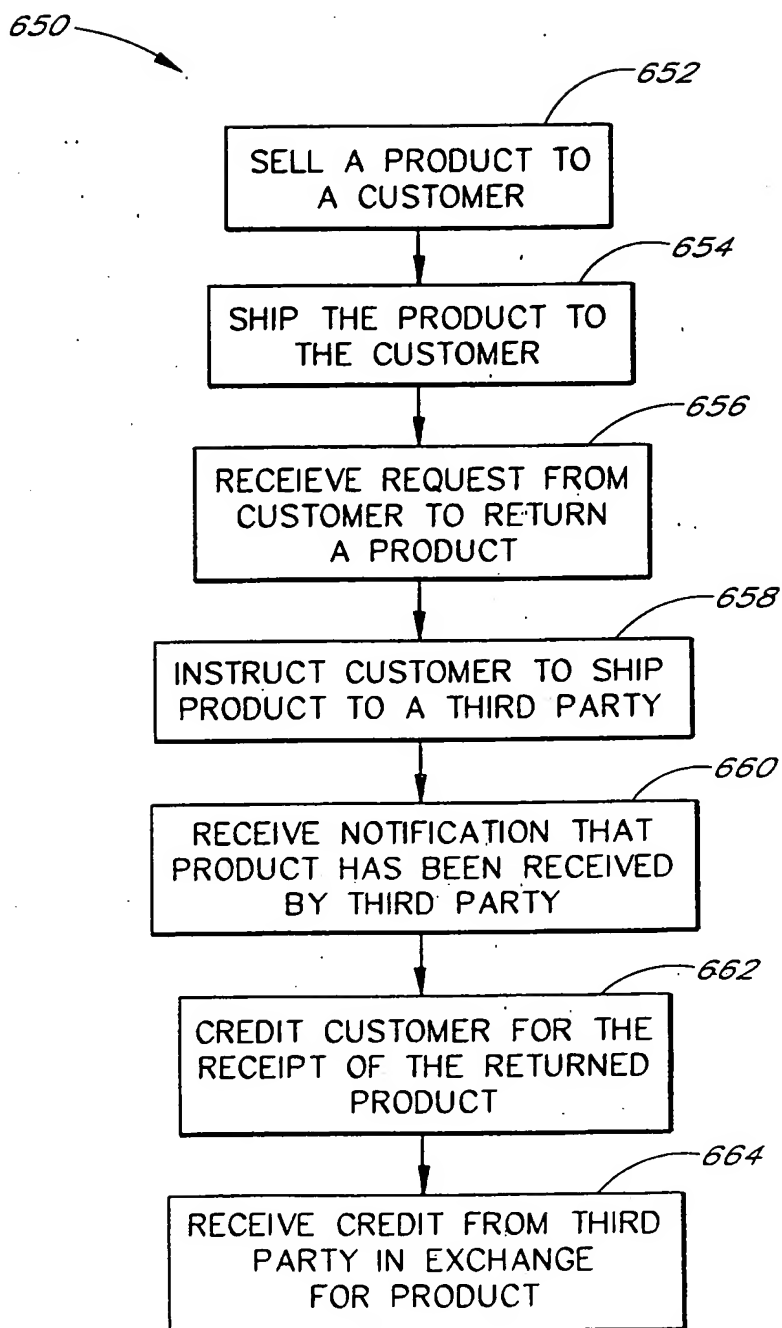 650
652
SELL A PRODUCT TO
A CUSTOMER
654
SHIP THE PRODUCT TO
THE CUSTOMER
656
RECEIEVE REQUEST FROM
CUSTOMER TO RETURN
A PRODUCT
658
INSTRUCT CUSTOMER TO SHIP
PRODUCT TO A THIRD PARTY
660
RECEIVE NOTIFICATION THAT
PRODUCT HAS BEEN RECEIVED
BY THIRD PARTY
662
CREDIT CUSTOMER FOR THE
RECEIPT OF THE RETURNED
PRODUCT
664
RECEIVE CREDIT FROM THIRD
PARTY IN EXCHANGE
FOR PRODUCT